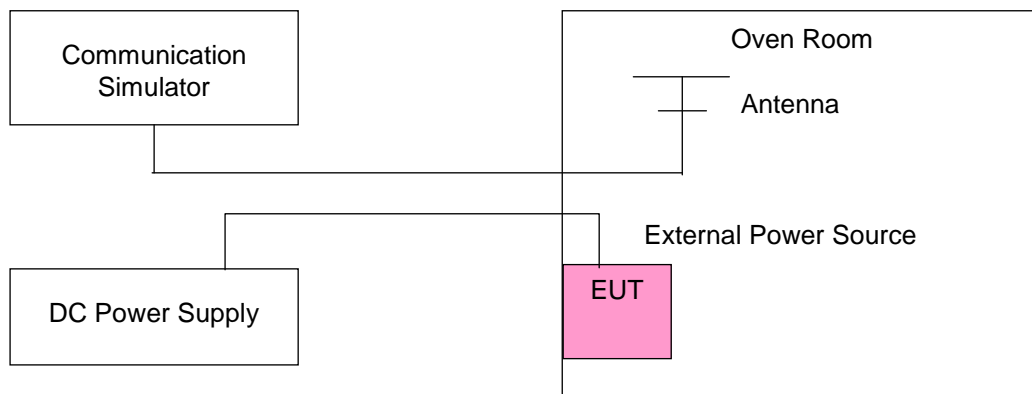 Communication
Simulator
Oven Room
Antenna
External Power Source
DC Power Supply
EUT